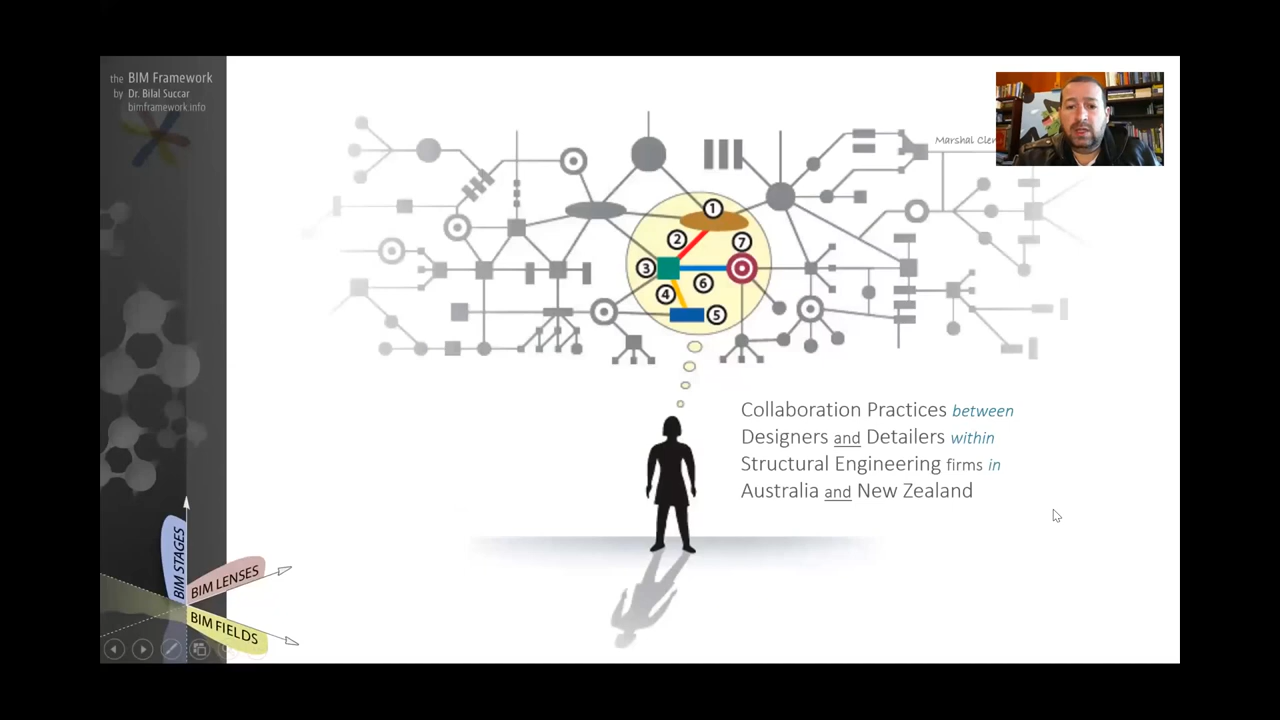 the BIM Framework
by Dr. Bilal Succar
bimframework.info
Marshal Cle
1
2
7
3
6
4
5
Collaboration Practices between
Designers and Detailers within
Structural Engineering firms in
Australia and New Zealand
BIM STAGES
BIM LENSES
BIM FIELDS